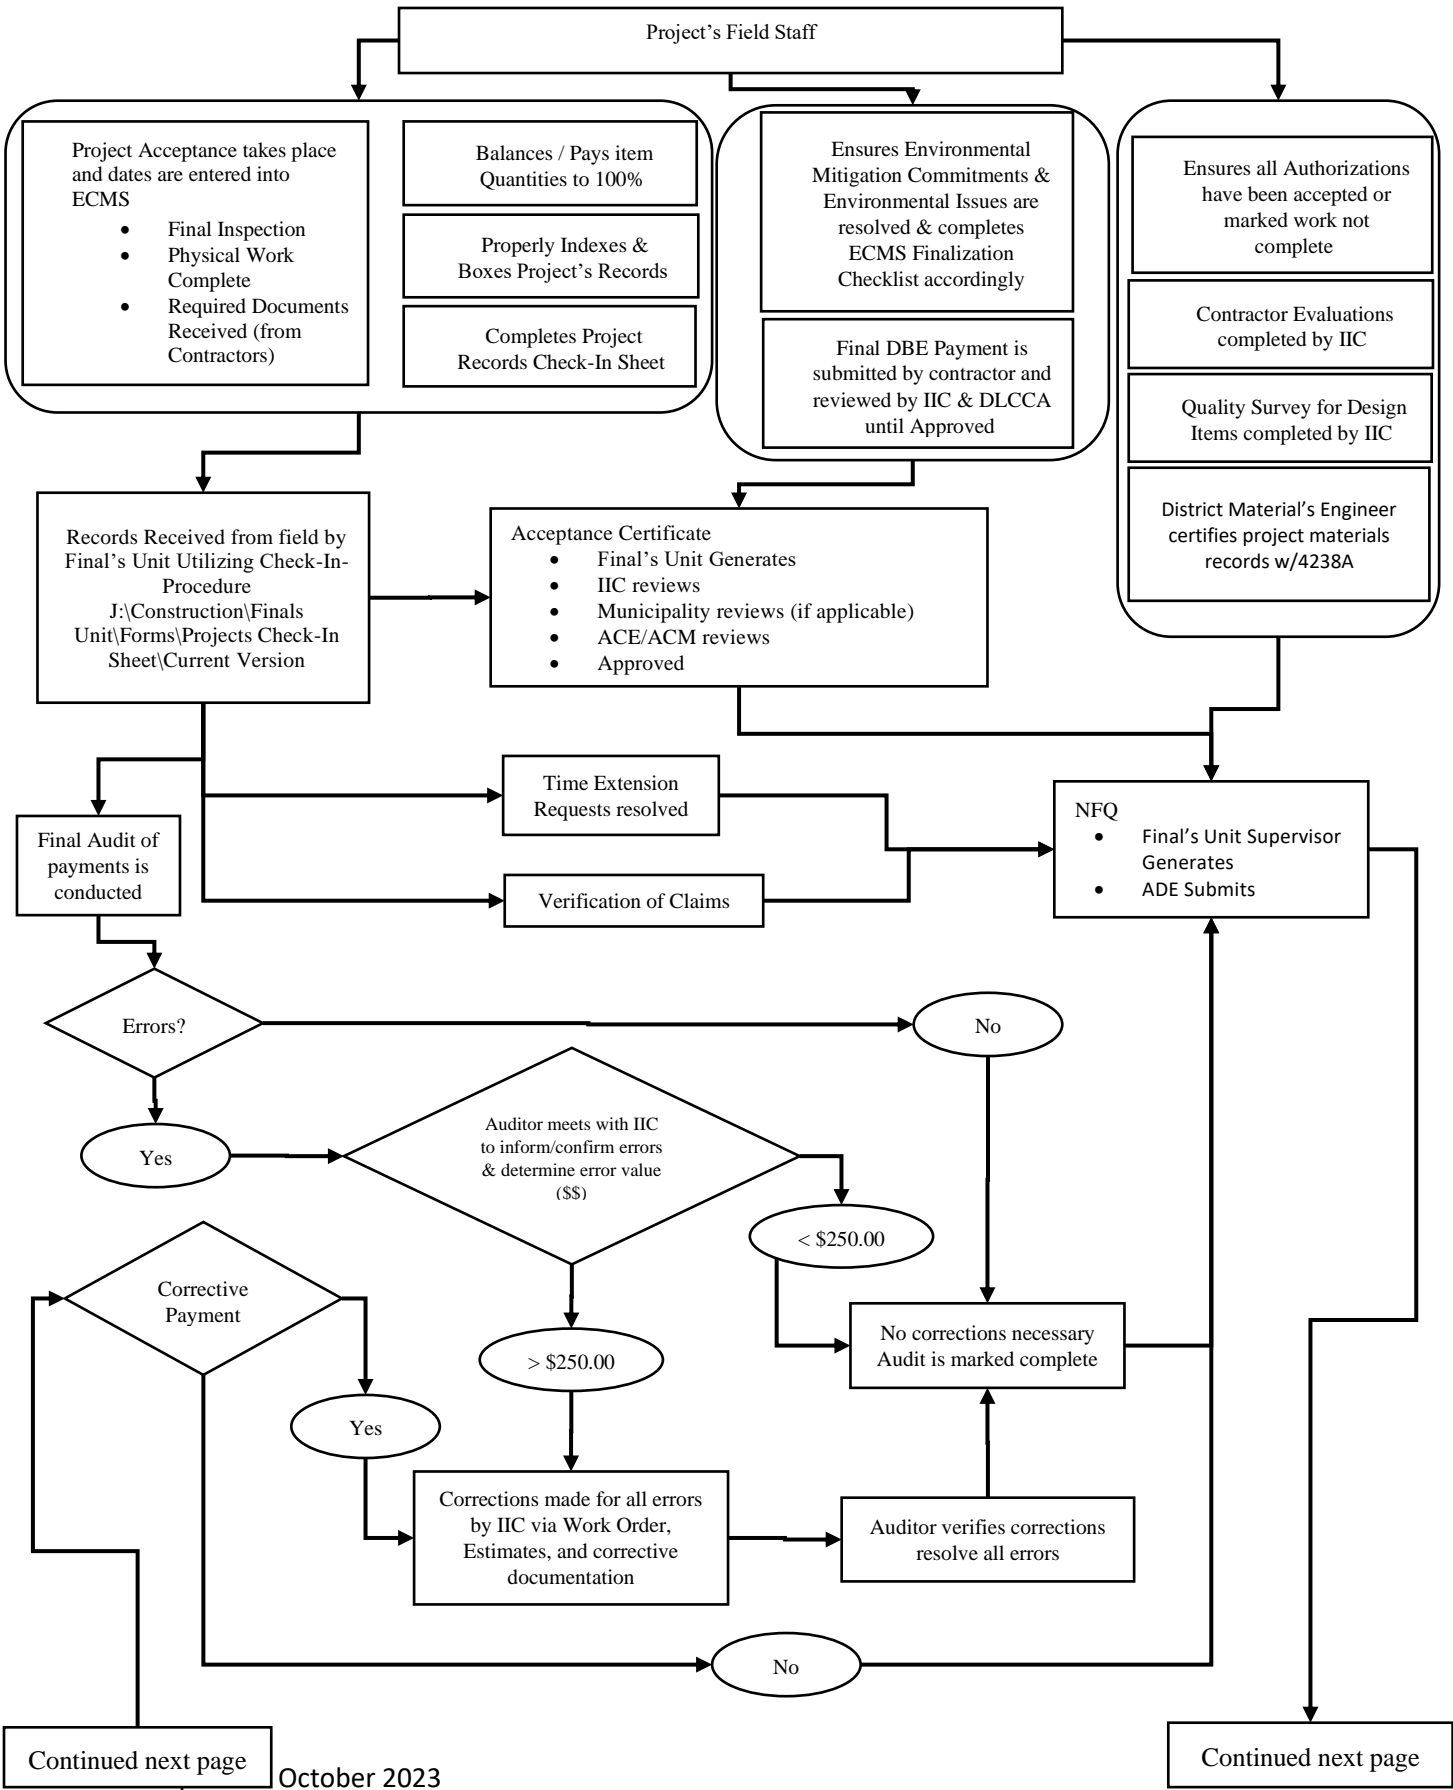 Project’s Field Staff
Project Acceptance takes place
and dates are entered into
ECMS
• Final Inspection
• Physical Work
Complete
• Required Documents
Received (from
Contractors)
Balances / Pays item
Quantities to 100%
Properly Indexes &
Boxes Project’s Records
Completes Project
Records Check-In Sheet
Ensures Environmental
Mitigation Commitments &
Environmental Issues are
resolved & completes
ECMS Finalization
Checklist accordingly
Final DBE Payment is
submitted by contractor and
reviewed by IIC & DLCCA
until Approved
Ensures all Authorizations
have been accepted or
marked work not
complete
Contractor Evaluations
completed by IIC
Quality Survey for Design
Items completed by IIC
District Material’s Engineer
certifies project materials
records w/4238A
Records Received from field by
Final’s Unit Utilizing Check-In-
Procedure
J:\Construction\Finals
Unit\Forms\Projects Check-In
Sheet\Current Version
Acceptance Certificate
• Final’s Unit Generates
• IIC reviews
• Municipality reviews (if applicable)
• ACE/ACM reviews
• Approved
Time Extension
Requests resolved
Verification of Claims
NFQ
• Final’s Unit Supervisor
Generates
• ADE Submits
Final Audit of
payments is
conducted
Errors?
No
Yes
Auditor meets with IIC
to inform/confirm errors
& determine error value
($$)
< $250.00
> $250.00
Corrective
Payment
Yes
No corrections necessary
Audit is marked complete
Corrections made for all errors
by IIC via Work Order,
Estimates, and corrective
documentation
Auditor verifies corrections
resolve all errors
No
Continued next page
October 2023
Continued next page